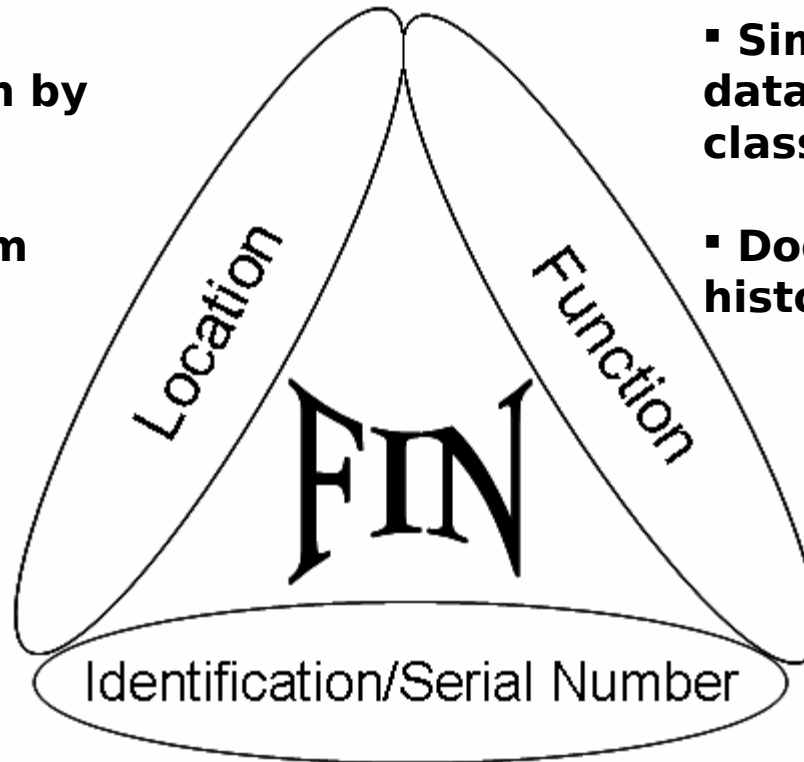 n by
m
▪ Sim
data
class
▪ Doc
histo
Location
Function
FIN
Identification/Serial Number